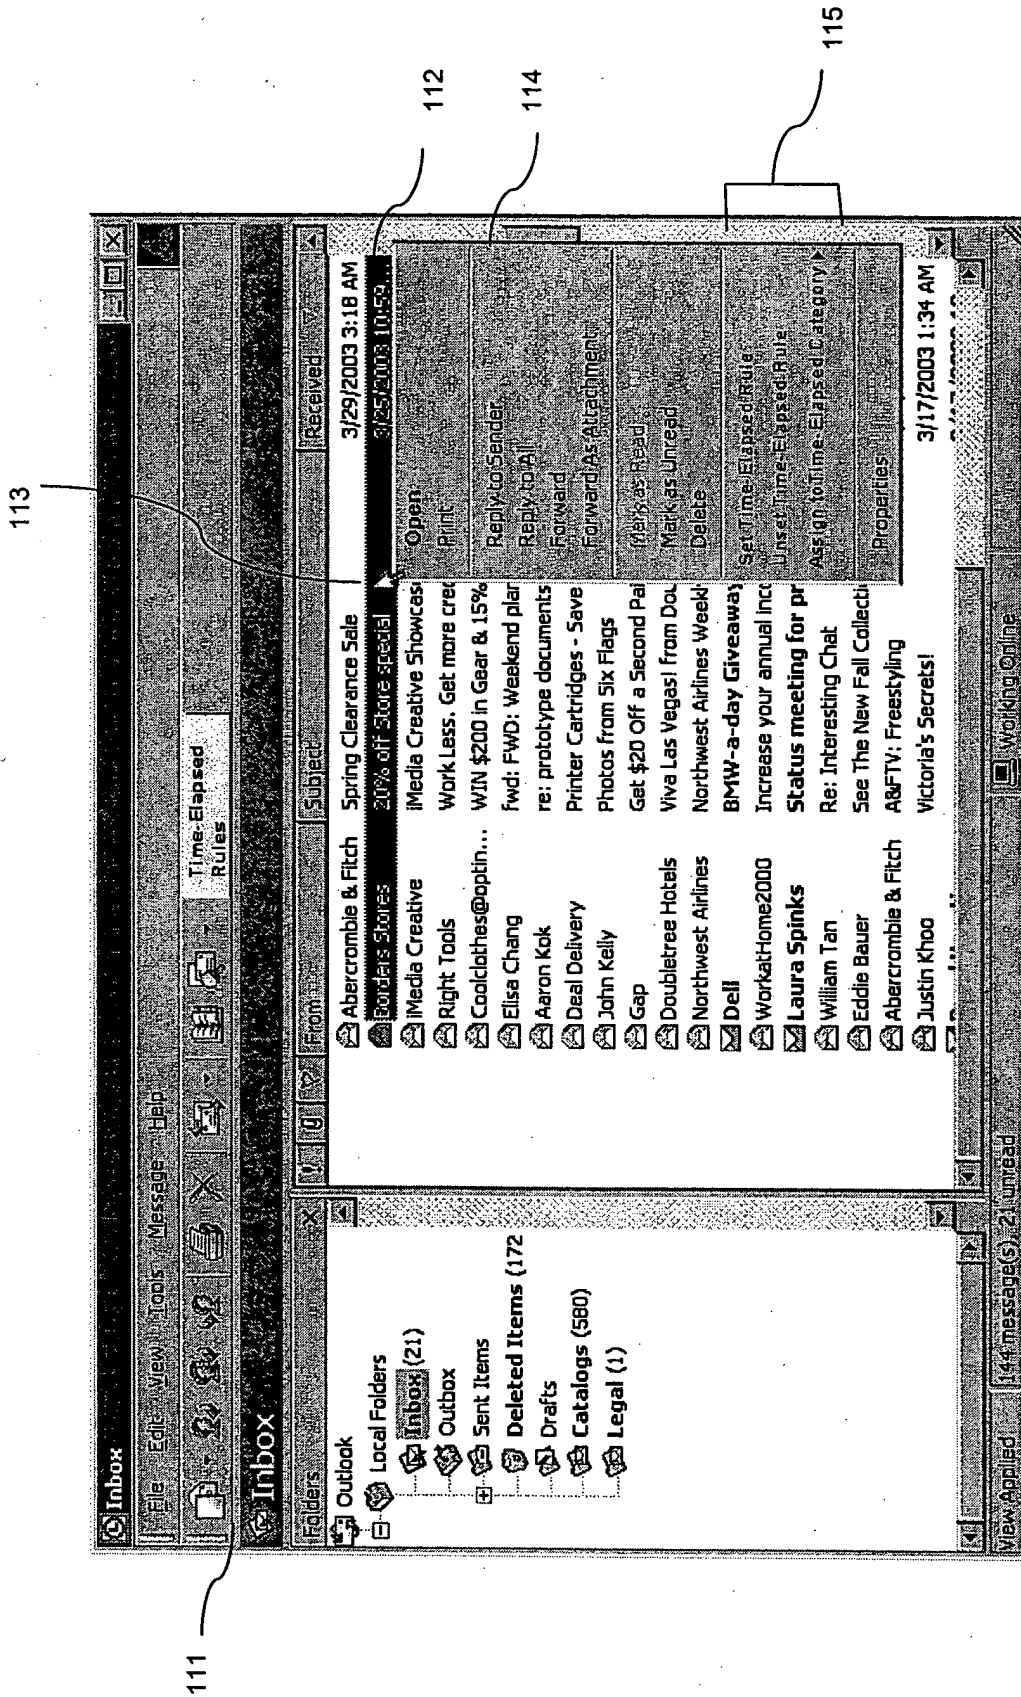 113
112
114
115
111
Inbox
File Edit View Tools Message Help
Time-Elapsed
Rules
Inbox
Folders
Outlook
Local Folders
Inbox (21)
Outbox
Sent Items
Deleted Items (172
Drafts
Catalogs (580)
Legal (1)
! From Subject Received
Abercrombie & Fitch Spring Clearance Sale 3/29/2003 3:18 AM
Borders Stores 20% off Store special 3/25/2003 10:59...
iMedia Creative iMedia Creative Showcas
Right Tools Work Less. Get more cred
Coolclothes@optin... WIN $200 in Gear & 15%
Elisa Chang Fwd: FWD: Weekend plan
Aaron Kok re: prototype documents
Deal Delivery Printer Cartridges - Save
John Kelly Photos from Six Flags
Gap Get $20 Off a Second Pai
Doubletree Hotels Viva Las Vegas! from Dou
Northwest Airlines Northwest Airlines Weekl
Dell BMW-a-day Giveaway
WorkatHome2000 Increase your annual inco
Laura Spinks Status meeting for pr
William Tan Re: Interesting Chat
Eddie Bauer See The New Fall Collecti
Abercrombie & Fitch A&FTV: Freestyling
Justin Khoo Victoria's Secrets! 3/17/2003 1:34 AM
Open
Print
Reply to Sender
Reply to All
Forward
Forward As Attachment
Mark as Read
Mark as Unread
Delete
Set Time-Elapsed Rule
Unset Time-Elapsed Rule
Assign to Time-Elapsed Category
Properties
View Applied 144 message(s), 21 unread Working Online